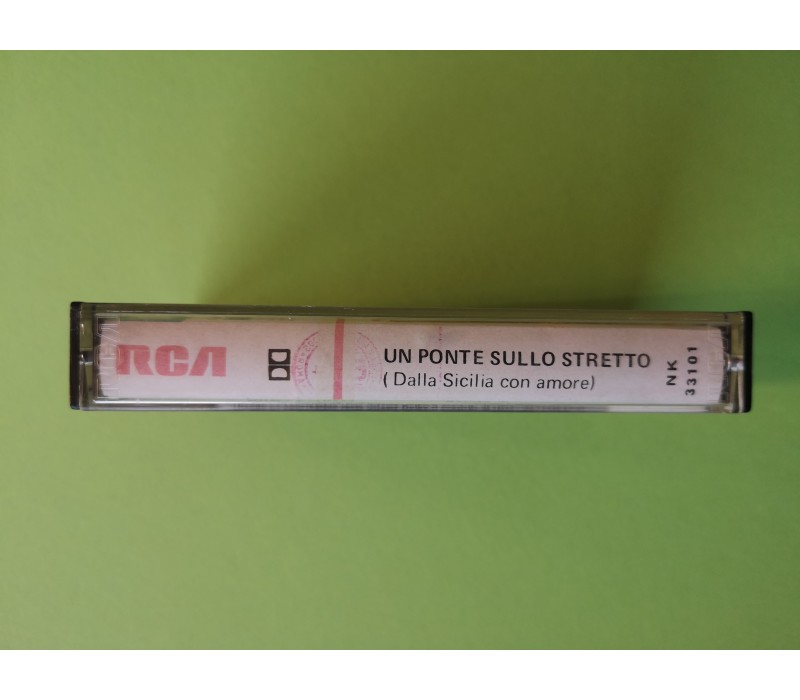 RCA
UN PONTE SULLO STRETTO
(Dalla Sicilia con amore)
NK
33101